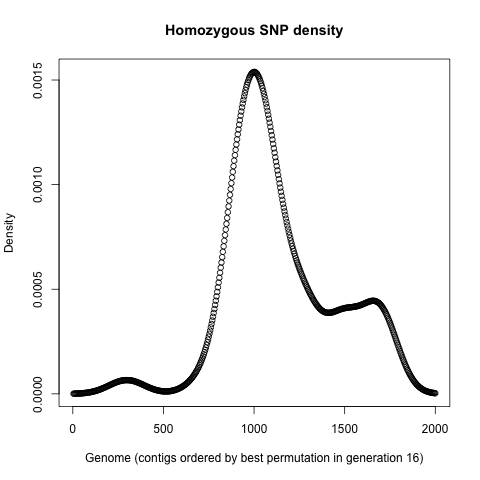 Homozygous SNP density
Density
0.0015
0.0010
0.0005
0.0000
0 500 1000 1500 2000
Genome (contigs ordered by best permutation in generation 16)